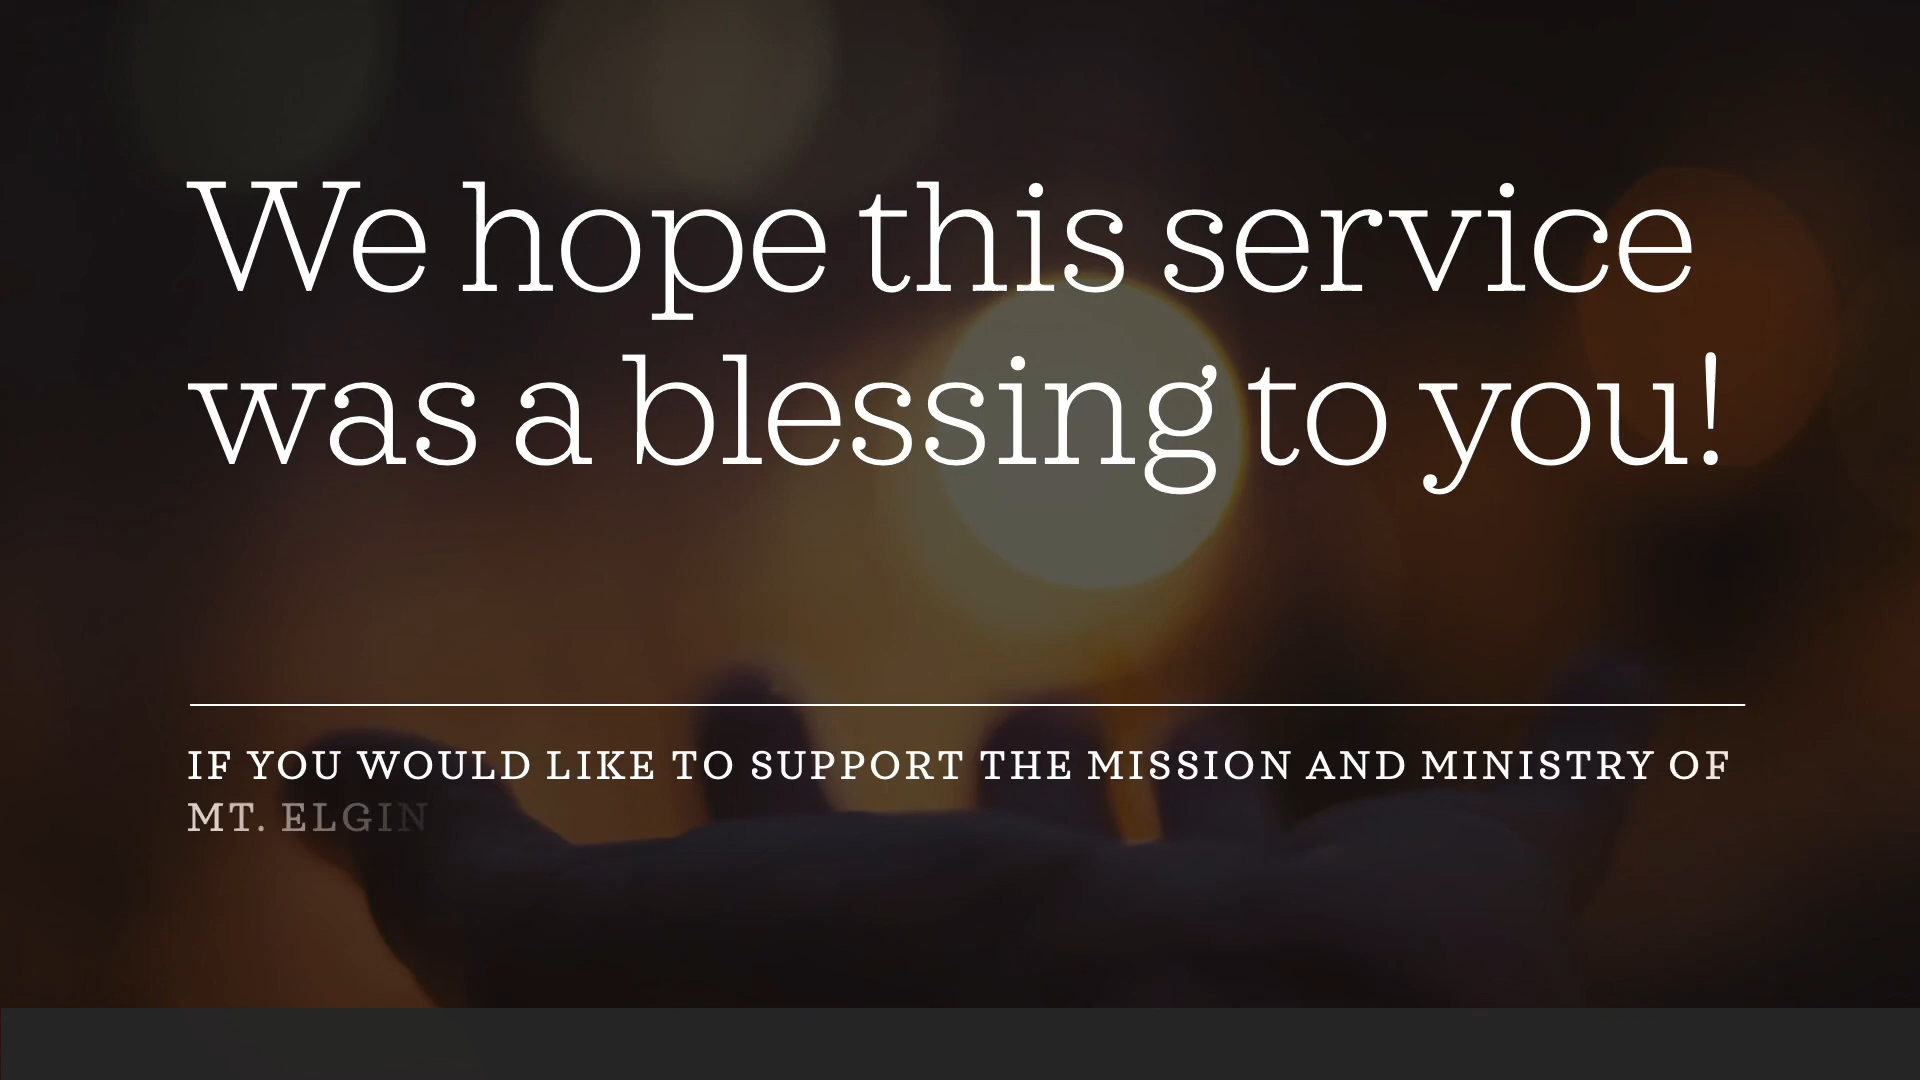 We hope this service
was a blessing to you!
IF YOU WOULD LIKE TO SUPPORT THE MISSION AND MINISTRY OF
MT. ELGIN